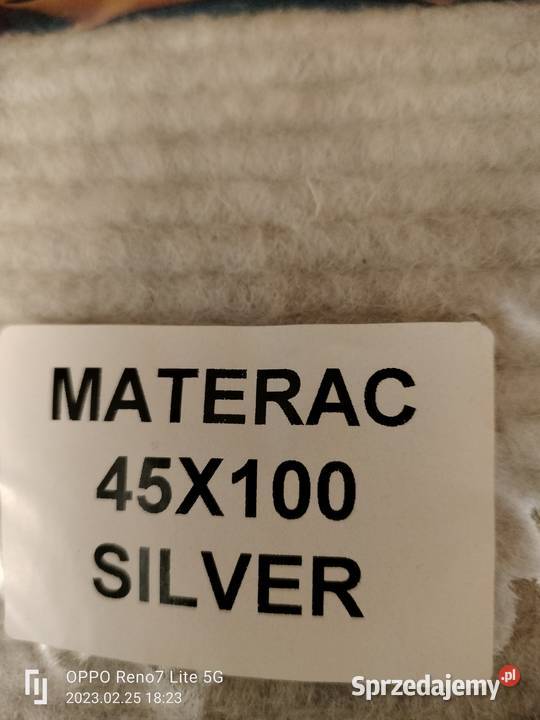 MATERAC
45X100
SILVER
OPPO Reno7 Lite 5G
2023.02.25 18:23
Sprzedajemy.pl